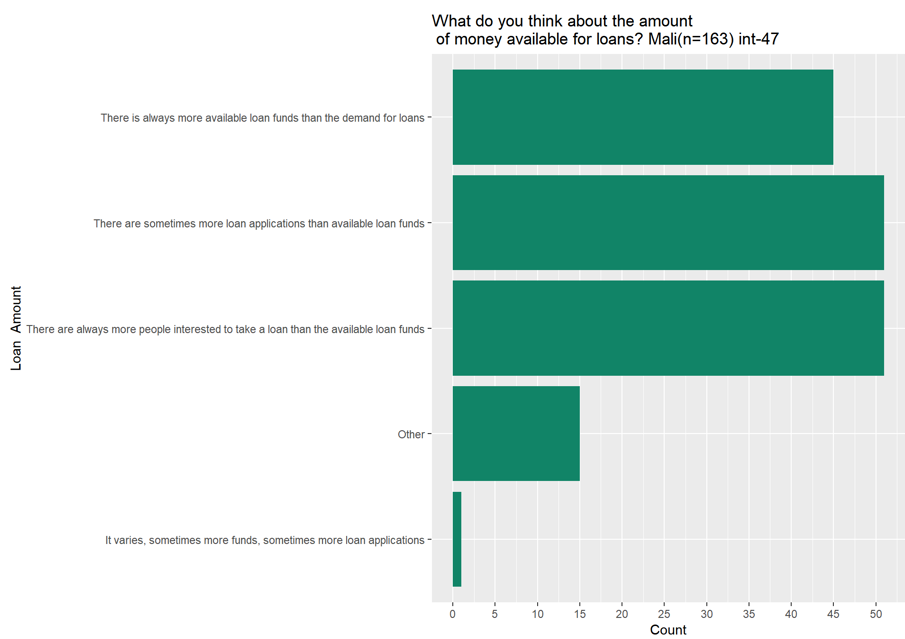 What do you think about the amount
of money available for loans? Mali(n=163) int-47
There is always more available loan funds than the demand for loans
There are sometimes more loan applications than available loan funds
There are always more people interested to take a loan than the available loan funds
Other
It varies, sometimes more funds, sometimes more loan applications
Loan Amount
0 5 10 15 20 25 30 35 40 45 50
Count